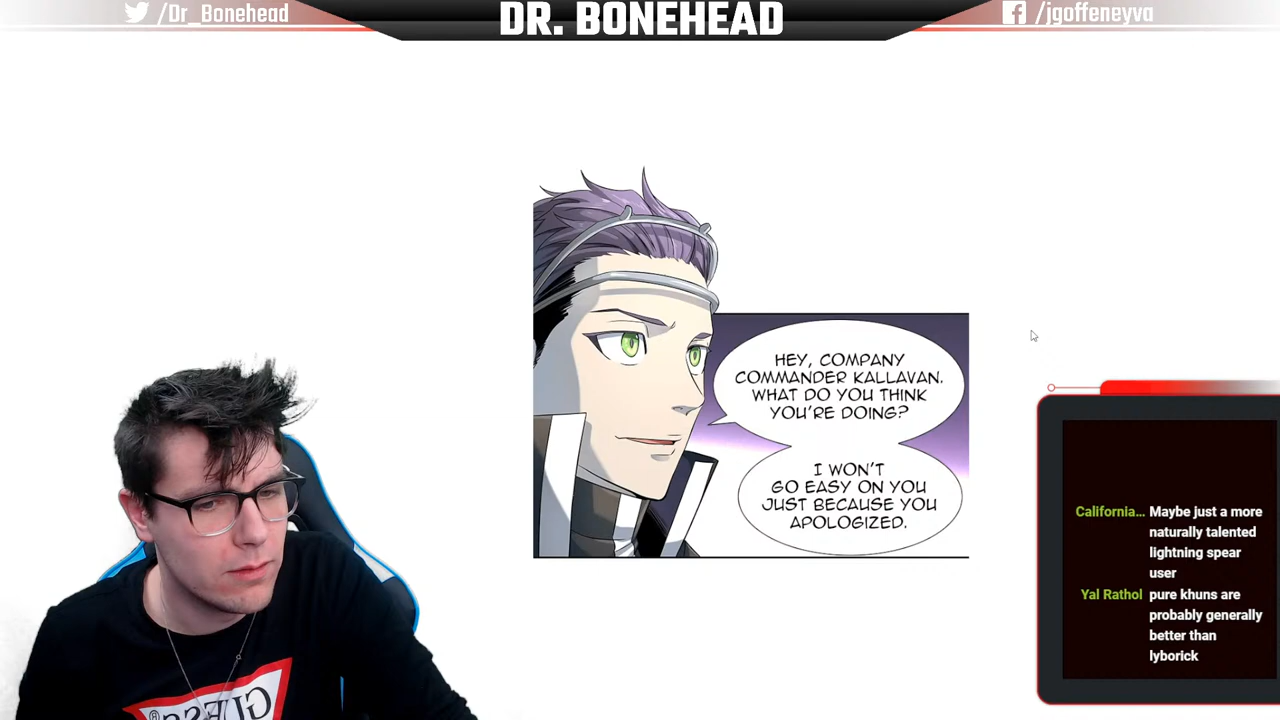 /Dr_Bonehead
DR. BONEHEAD
/jgoffeneyva
HEY, COMPANY
COMMANDER KALLAVAN.
WHAT DO YOU THINK
YOU'RE DOING?
I WON'T
GO EASY ON YOU
JUST BECAUSE YOU
APOLOGIZED.
California... Maybe just a more
naturally talented
lightning spear
user
Yal Rathol pure khuns are
probably generally
better than
lyborick
GUESS